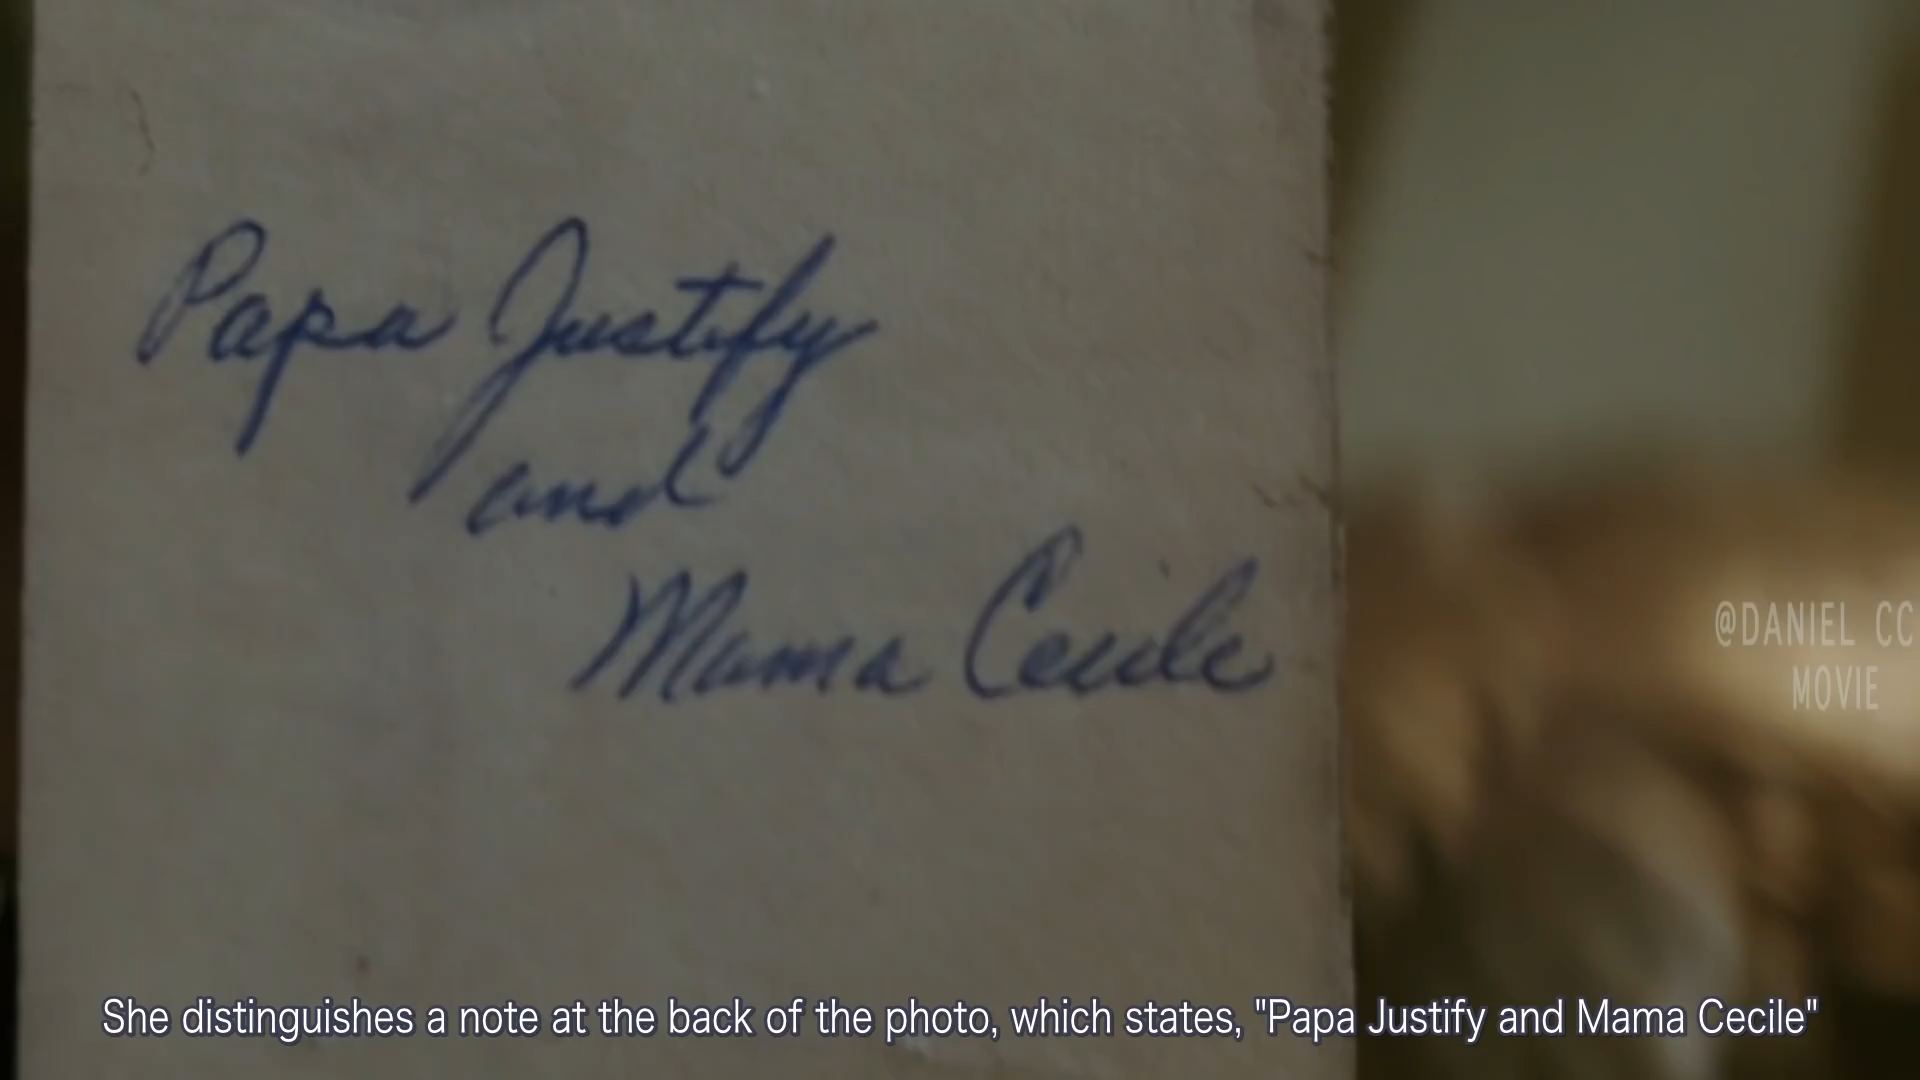 Papa Justify
and
Mama Cecile
@DANIEL CC
MOVIE
She distinguishes a note at the back of the photo, which states, "Papa Justify and Mama Cecile"